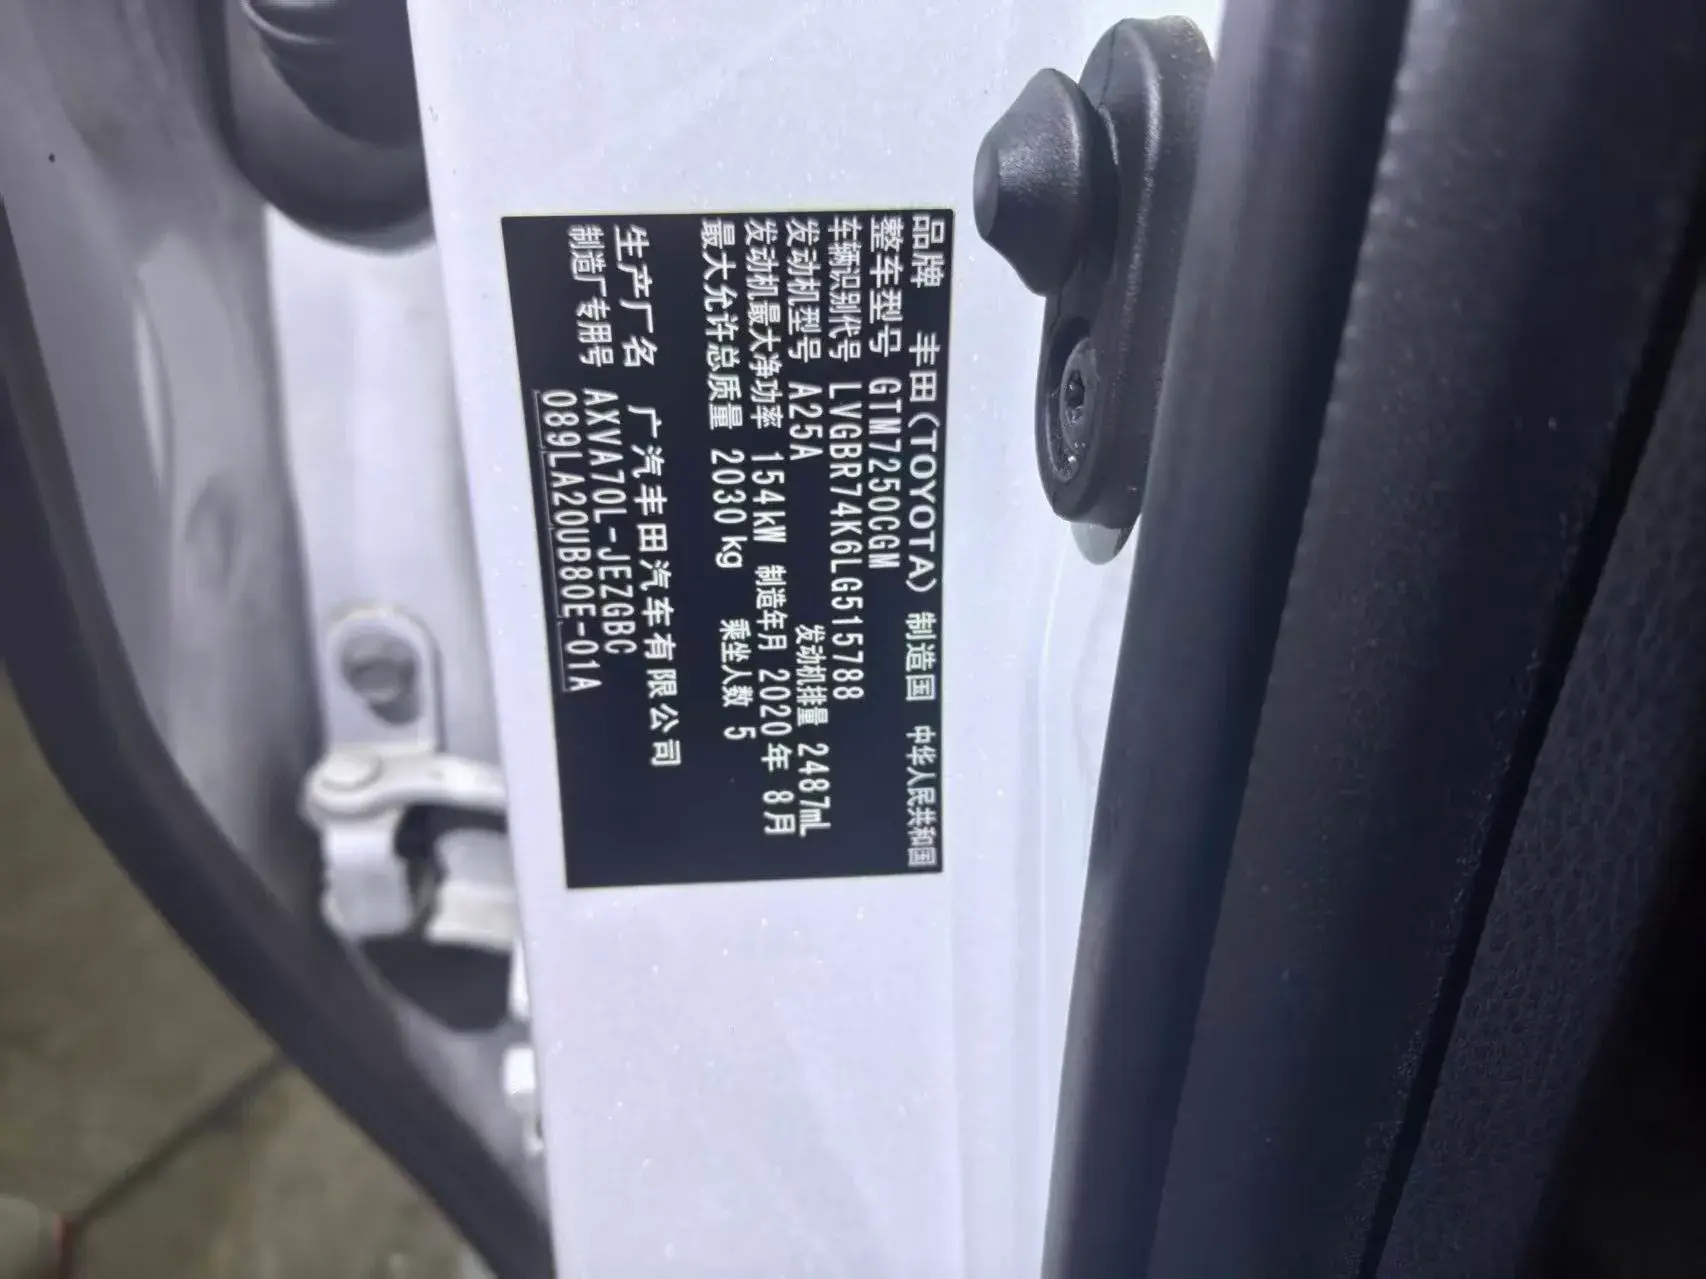 品牌 丰田(TOYOTA) 制造国 中华人民共和国
整车型号 GTM7250CGM
车辆识别代号 LVGBR74K6LG515788
发动机型号 A25A 发动机排量 2487mL
发动机最大净功率 154kW 制造年月 2020年 8月
最大允许总质量 2030kg 乘坐人数 5
生产厂名 广汽丰田汽车有限公司
制造厂专用号 AXVA70L-JEZGBC
089LA20UB80E-01A